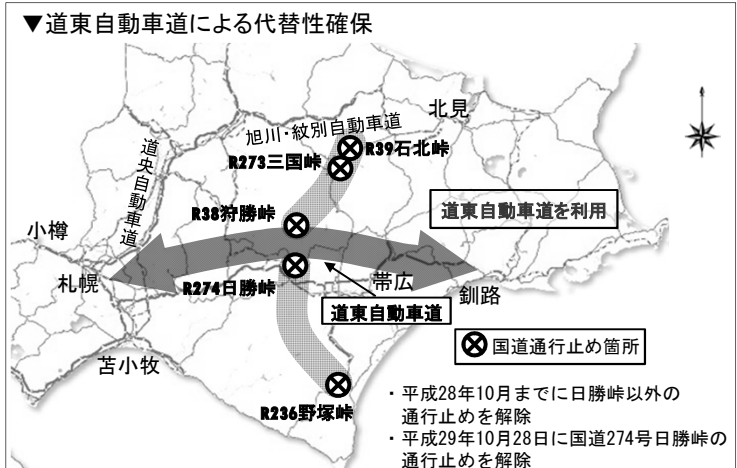 ▼道東自動車道による代替性確保
北見
旭川・紋別自動車道
R39石北峠
R273三国峠
道央自動車道
R38狩勝峠
道東自動車道を利用
小樽
札幌
R274日勝峠
帯広
釧路
道東自動車道
国道通行止め箇所
苫小牧
R236野塚峠
・平成28年10月までに日勝峠以外の
通行止めを解除
・平成29年10月28日に国道274号日勝峠の
通行止めを解除